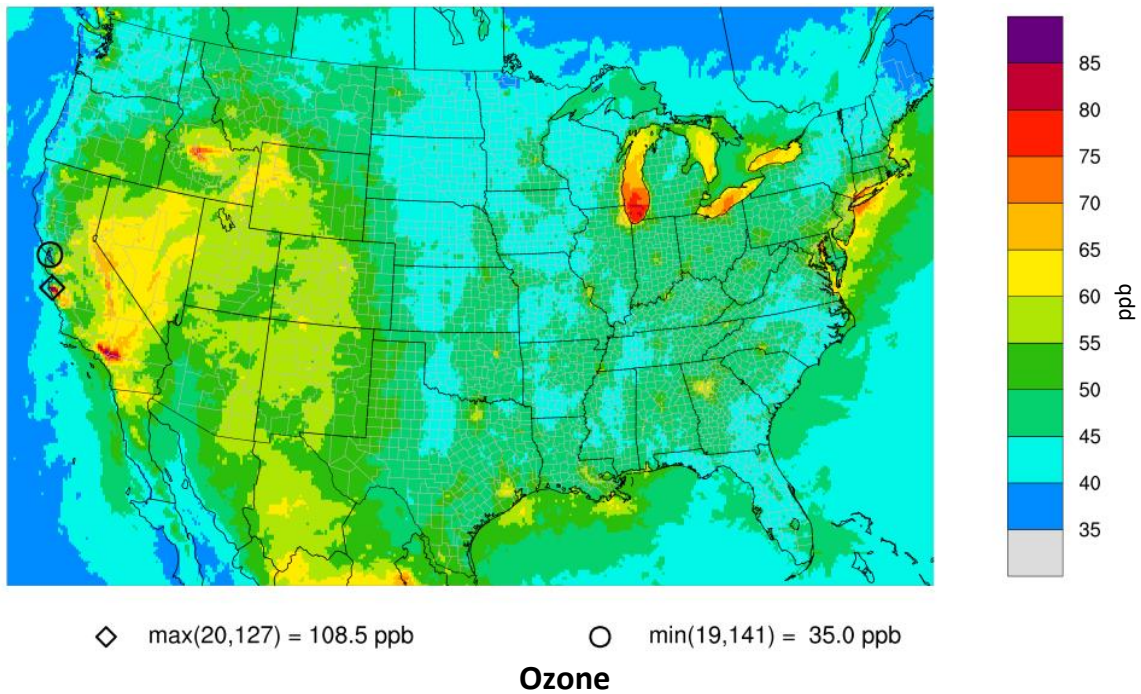 85
80
75
70
65
60
55
50
45
40
35
ppb
max(20,127) = 108.5 ppb
min(19,141) = 35.0 ppb
Ozone